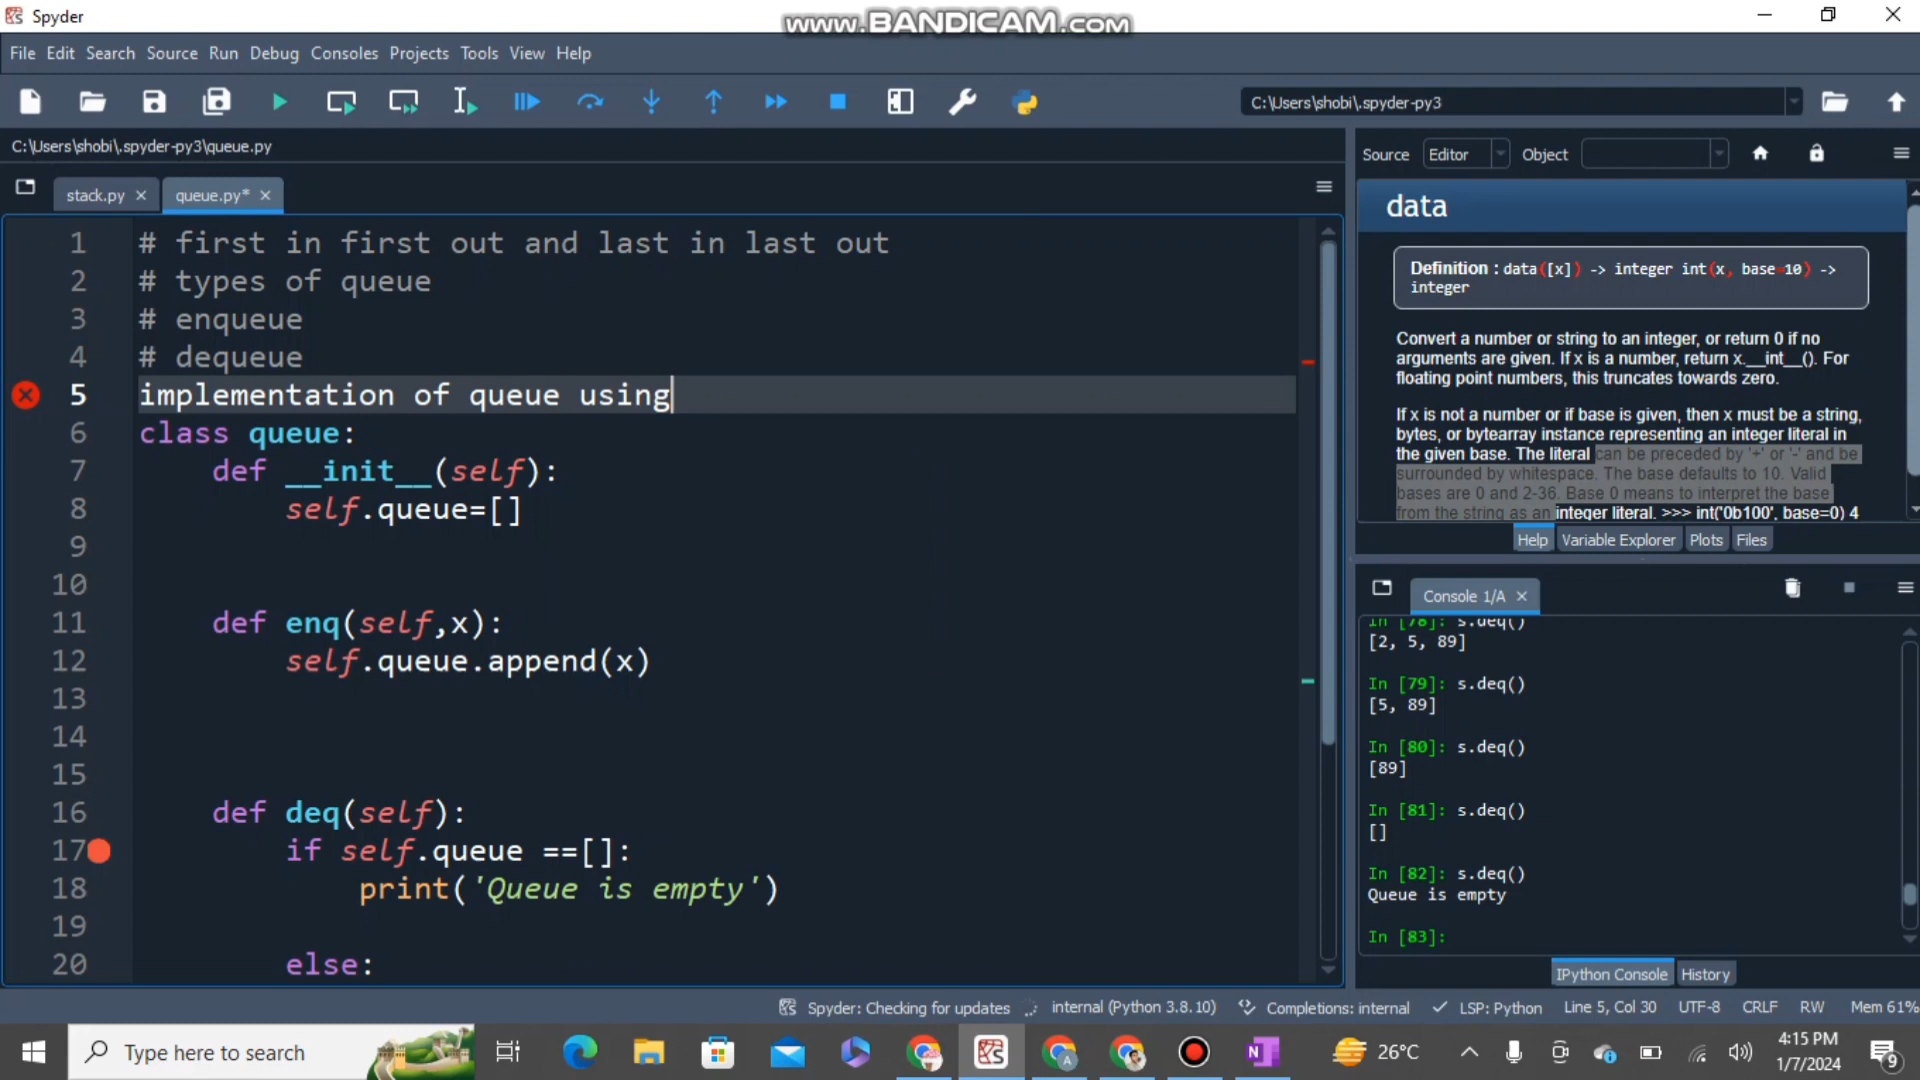 Spyder
www.BANDICAM.com
File Edit Search Source Run Debug Consoles Projects Tools View Help
C:\Users\shobi\.spyder-py3
C:\Users\shobi\.spyder-py3\queue.py
stack.py
queue.py*
1 # first in first out and last in last out
2 # types of queue
3 # enqueue
4 # dequeue
5 implementation of queue using
6 class queue:
7 def __init__(self):
8 self.queue=[]
9
10
11 def enq(self,x):
12 self.queue.append(x)
13
14
15
16 def deq(self):
17 if self.queue ==[]:
18 print('Queue is empty')
19
20 else:
Source Editor Object
data
Definition : data([x]) -> integer int(x, base=10) ->
integer
Convert a number or string to an integer, or return 0 if no
arguments are given. If x is a number, return x.__int__(). For
floating point numbers, this truncates towards zero.
If x is not a number or if base is given, then x must be a string,
bytes, or bytearray instance representing an integer literal in
the given base. The literal can be preceded by '+' or '-' and be
surrounded by whitespace. The base defaults to 10. Valid
bases are 0 and 2-36. Base 0 means to interpret the base
from the string as an integer literal. >>> int('0b100', base=0) 4
Help Variable Explorer Plots Files
Console 1/A
In [78]: s.deq()
[2, 5, 89]
In [79]: s.deq()
[5, 89]
In [80]: s.deq()
[89]
In [81]: s.deq()
[]
In [82]: s.deq()
Queue is empty
In [83]:
IPython Console History
Spyder: Checking for updates internal (Python 3.8.10) Completions: internal LSP: Python Line 5, Col 30 UTF-8 CRLF RW Mem 61%
Type here to search
26°C
4:15 PM
1/7/2024
9